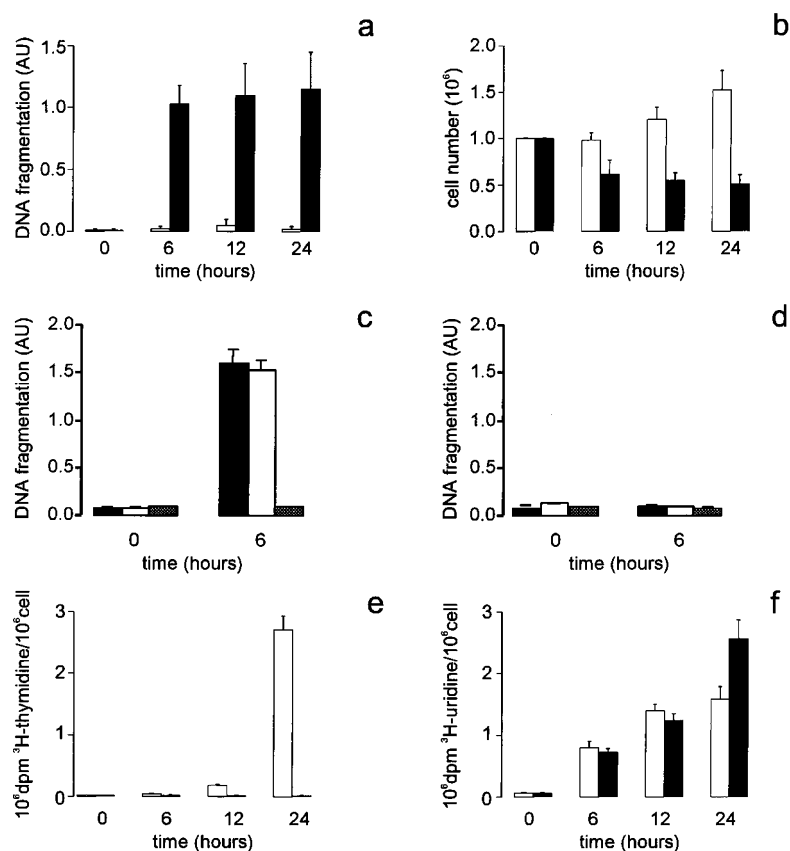 a
DNA fragmentation (AU)
1.5
1.0
0.5
0.0
0 6 12 24
time (hours)
b
cell number (10⁶)
2.0
1.5
1.0
0.5
0.0
0 6 12 24
time (hours)
c
DNA fragmentation (AU)
2.0
1.5
1.0
0.5
0.0
0 6
time (hours)
d
DNA fragmentation (AU)
2.0
1.5
1.0
0.5
0.0
0 6
time (hours)
e
10⁶dpm ³H-thymidine/10⁶cell
3
2
1
0
0 6 12 24
time (hours)
f
10⁶dpm ³H-uridine/10⁶cell
3
2
1
0
0 6 12 24
time (hours)